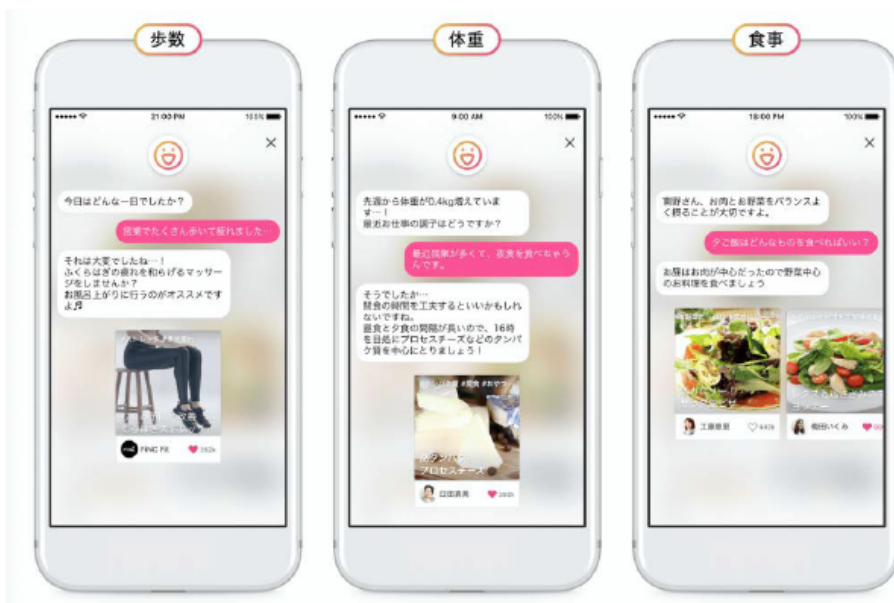 歩数
21:00 PM
100%
今日はどんな一日でしたか?
営業でたくさん歩いて疲れました…
それは大変でしたね…!
ふくらはぎの疲れを和らげるマッサー
ジをしませんか?
お風呂上がりに行うのがオススメです
よ♬
FiNC Fit
体重
9:00 AM
100%
先週から体重が0.4kg増えていま
す…!
最近お仕事の調子はどうですか?
最近残業が多くて、夜食を食べちゃう
んです。
そうでしたか…
間食の時間を工夫するといいかもしれ
ないですね。
昼食と夕食の間隔が長いので、16時
を目処にプロセスチーズなどのタンパ
ク質を中心にとりましょう!
#間食 #おやつ
プロセスチーズ
食事
18:00 PM
100%
お肉とお野菜をバランスよ
く摂ることが大切ですよ。
夕ご飯はどんなものを食べればいい?
お昼はお肉が中心だったので野菜中心
のお料理を食べましょう